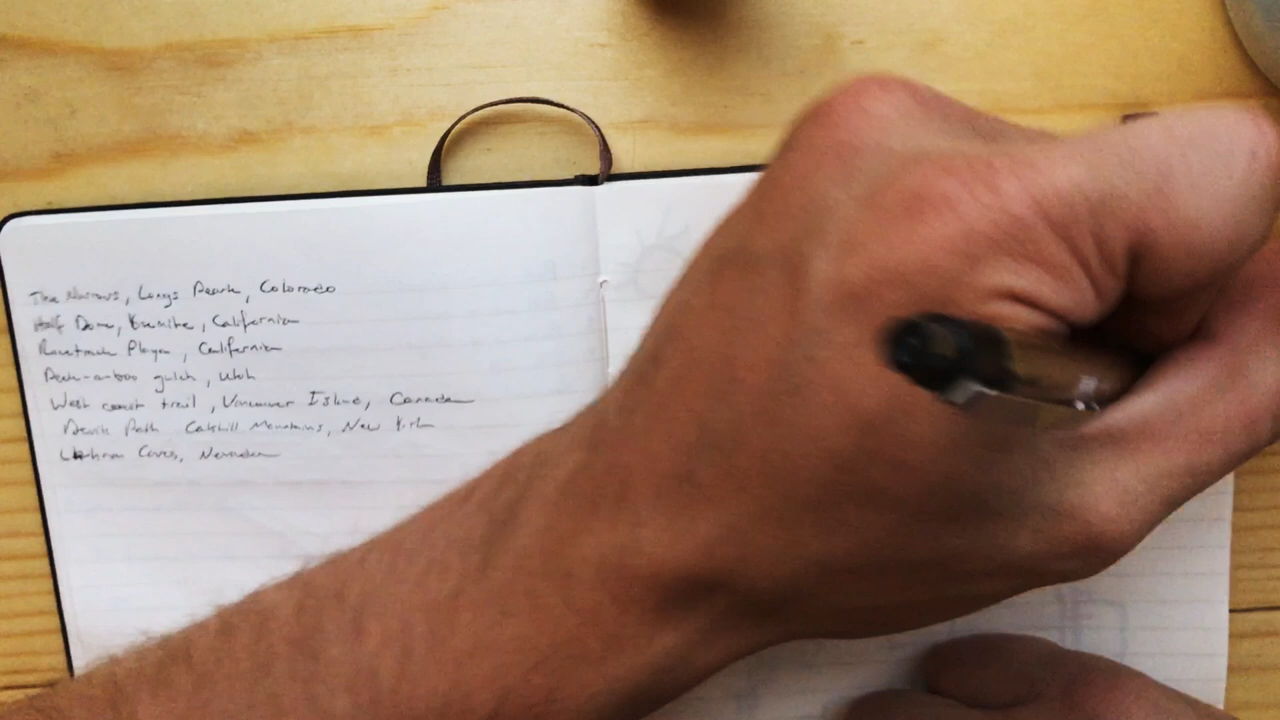 The Narrows, Longs Peark, Colorado
Half Dome, Yosemite, California
Racetrack Playa, California
Peek-a-boo gulch, Utah
West coast trail, Vancouver Island, Canada
Devils Path Catskill Mountains, New York
Lehman Caves, Nevada